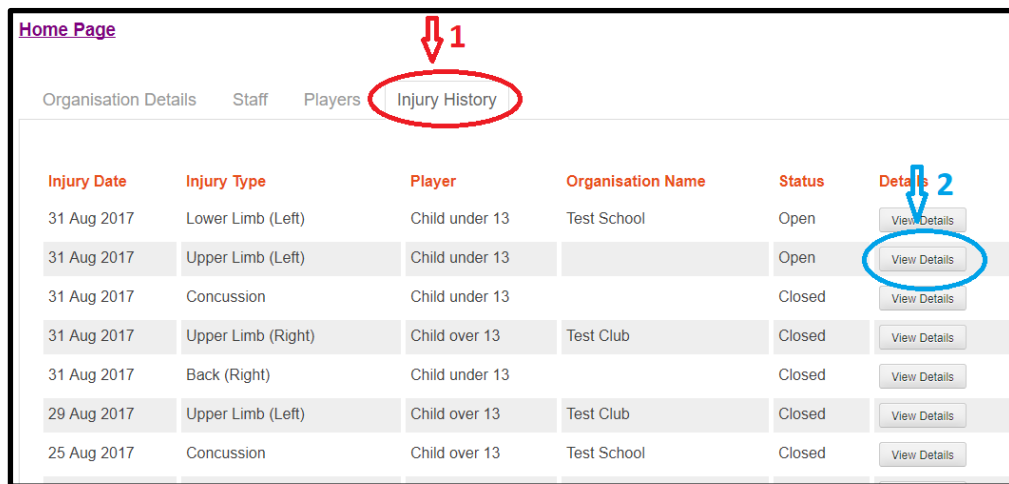 Home Page
1
Organisation Details Staff Players Injury History
Injury Date Injury Type Player Organisation Name Status Details
2
31 Aug 2017 Lower Limb (Left) Child under 13 Test School Open View Details
31 Aug 2017 Upper Limb (Left) Child under 13 Open View Details
31 Aug 2017 Concussion Child under 13 Closed View Details
31 Aug 2017 Upper Limb (Right) Child over 13 Test Club Closed View Details
31 Aug 2017 Back (Right) Child under 13 Closed View Details
29 Aug 2017 Upper Limb (Left) Child over 13 Test Club Closed View Details
25 Aug 2017 Concussion Child over 13 Test School Closed View Details